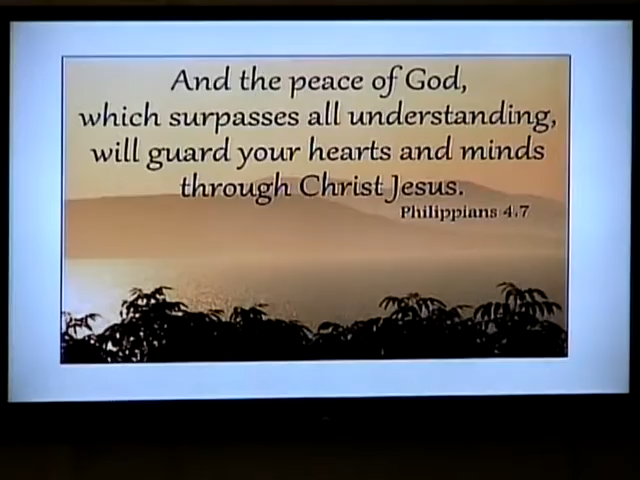 And the peace of God,
which surpasses all understanding,
will guard your hearts and minds
through Christ Jesus.
Philippians 4.7